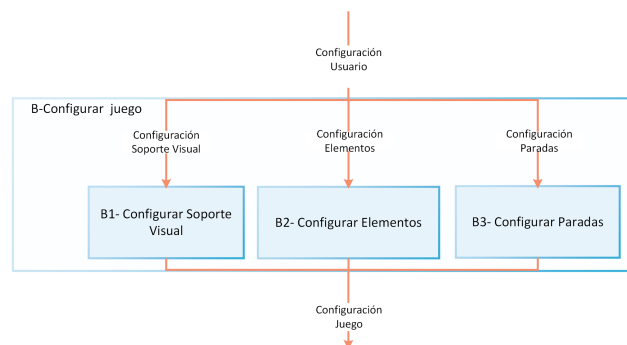 Configuración
Usuario
B-Configurar juego
Configuración
Soporte Visual
Configuración
Elementos
Configuración
Paradas
B1- Configurar Soporte
Visual
B2- Configurar Elementos
B3- Configurar Paradas
Configuración
Juego